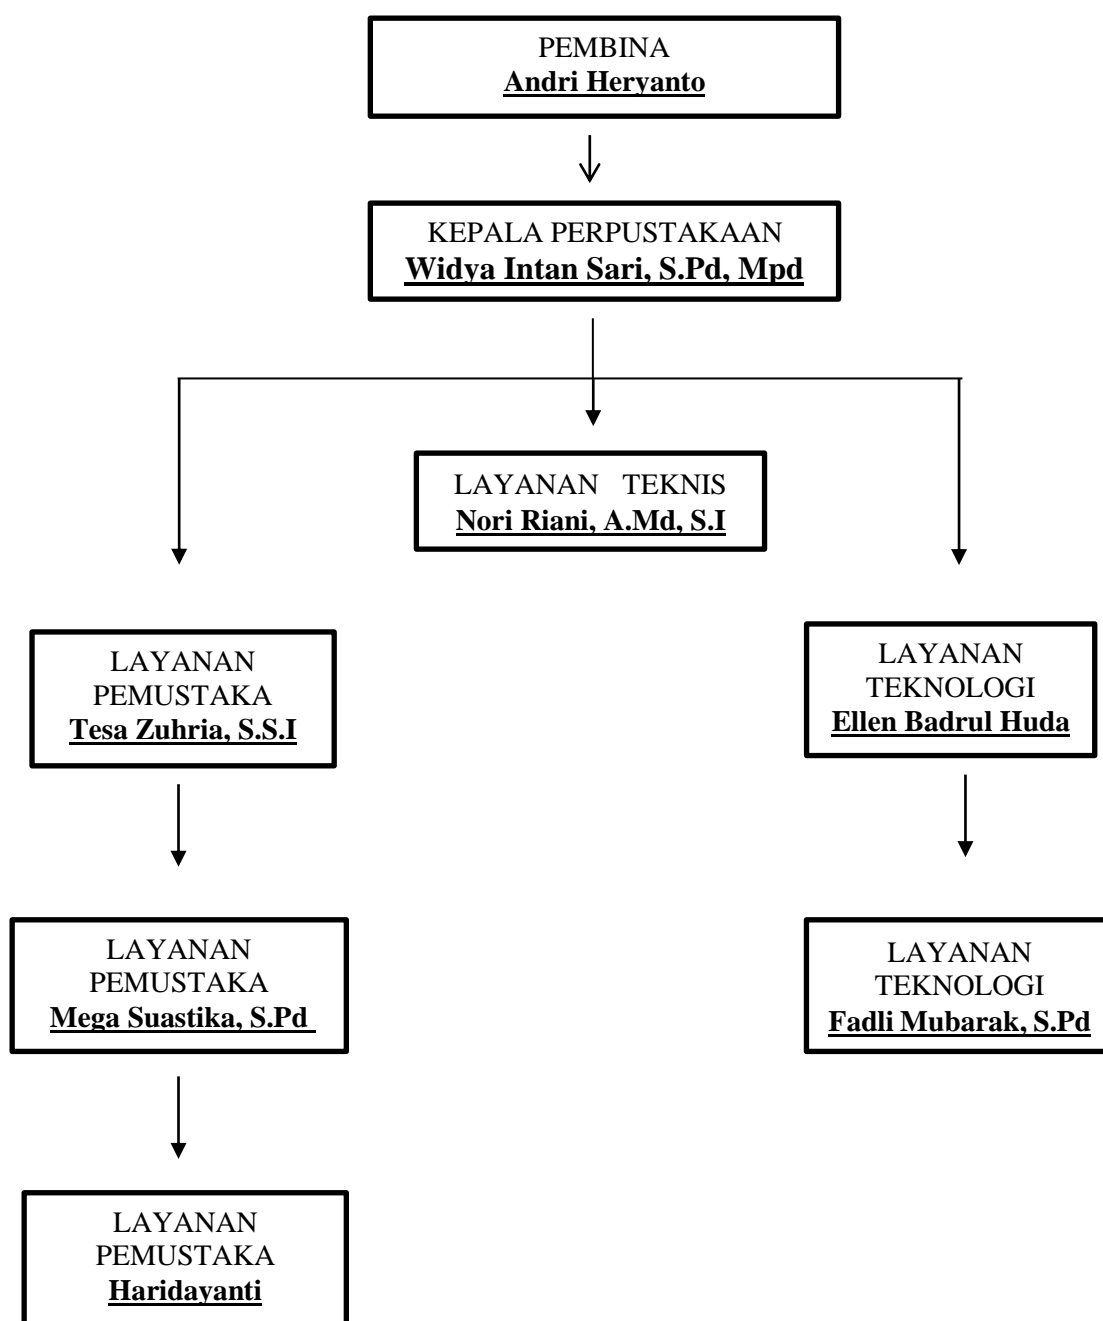 PEMBINA
Andri Heryanto
KEPALA PERPUSTAKAAN
Widya Intan Sari, S.Pd, Mpd
LAYANAN TEKNIS
Nori Riani, A.Md, S.I
LAYANAN
PEMUSTAKA
Tesa Zuhria, S.S.I
LAYANAN
TEKNOLOGI
Ellen Badrul Huda
LAYANAN
PEMUSTAKA
Mega Suastika, S.Pd
LAYANAN
TEKNOLOGI
Fadli Mubarak, S.Pd
LAYANAN
PEMUSTAKA
Haridayanti